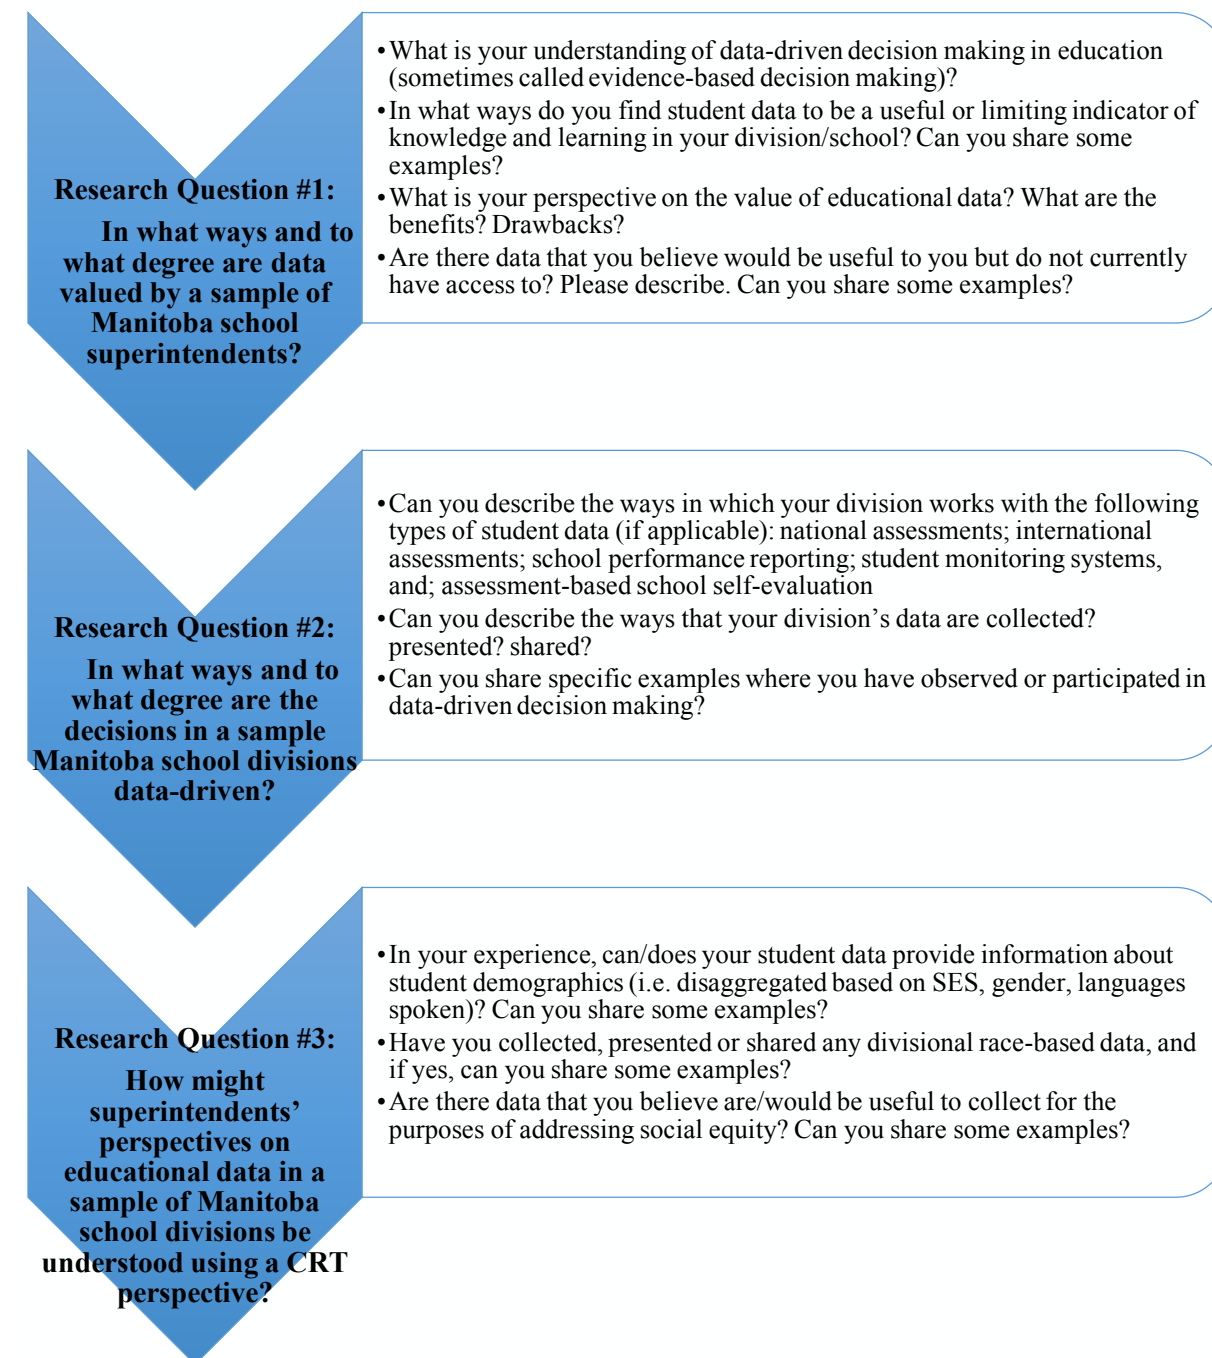 Research Question #1:
In what ways and to
what degree are data
valued by a sample of
Manitoba school
superintendents?
•What is your understanding of data-driven decision making in education
(sometimes called evidence-based decision making)?
•In what ways do you find student data to be a useful or limiting indicator of
knowledge and learning in your division/school? Can you share some
examples?
•What is your perspective on the value of educational data? What are the
benefits? Drawbacks?
•Are there data that you believe would be useful to you but do not currently
have access to? Please describe. Can you share some examples?
Research Question #2:
In what ways and to
what degree are the
decisions in a sample
Manitoba school divisions
data-driven?
•Can you describe the ways in which your division works with the following
types of student data (if applicable): national assessments; international
assessments; school performance reporting; student monitoring systems,
and; assessment-based school self-evaluation
•Can you describe the ways that your division’s data are collected?
presented? shared?
•Can you share specific examples where you have observed or participated in
data-driven decision making?
Research Question #3:
How might
superintendents’
perspectives on
educational data in a
sample of Manitoba
school divisions be
understood using a CRT
perspective?
•In your experience, can/does your student data provide information about
student demographics (i.e. disaggregated based on SES, gender, languages
spoken)? Can you share some examples?
•Have you collected, presented or shared any divisional race-based data, and
if yes, can you share some examples?
•Are there data that you believe are/would be useful to collect for the
purposes of addressing social equity? Can you share some examples?